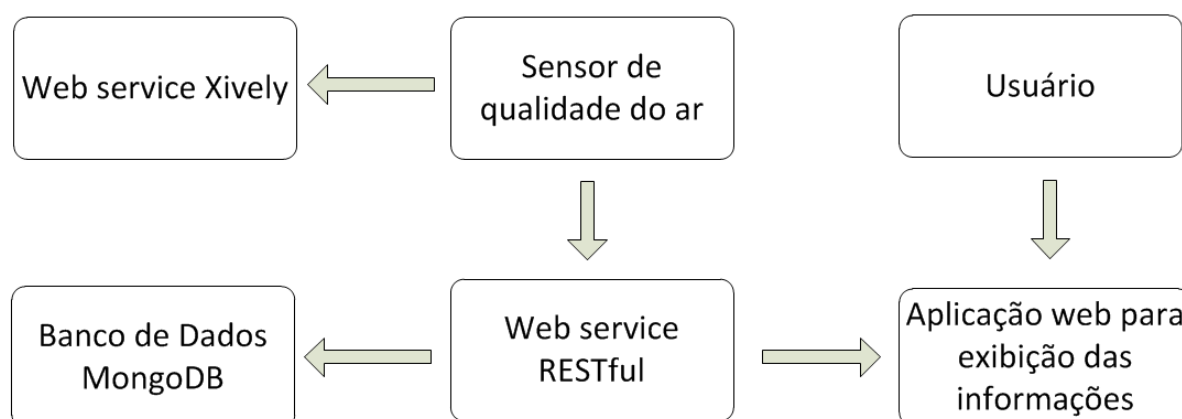 Web service Xively
Sensor de
qualidade do ar
Usuário
Banco de Dados
MongoDB
Web service
RESTful
Aplicação web para
exibição das
informações